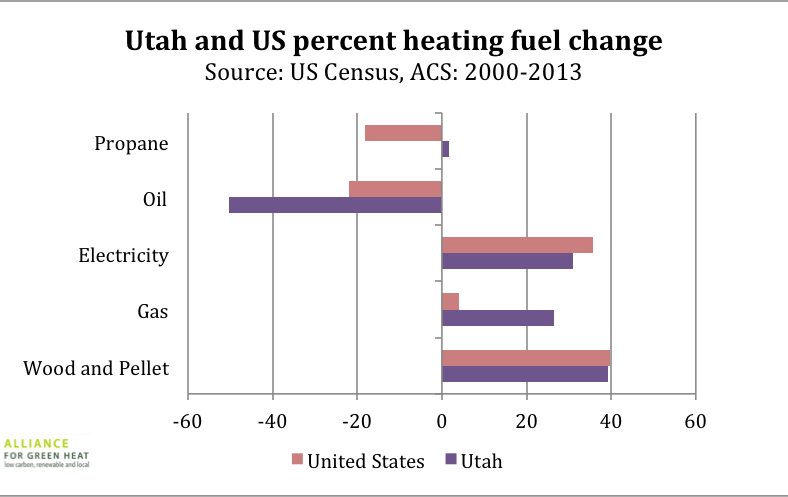 Utah and US percent heating fuel change
Source: US Census, ACS: 2000-2013
Propane
Oil
Electricity
Gas
Wood and Pellet
-60 -40 -20 0 20 40 60
United States Utah
ALLIANCE
FOR GREEN HEAT
low carbon, renewable and local